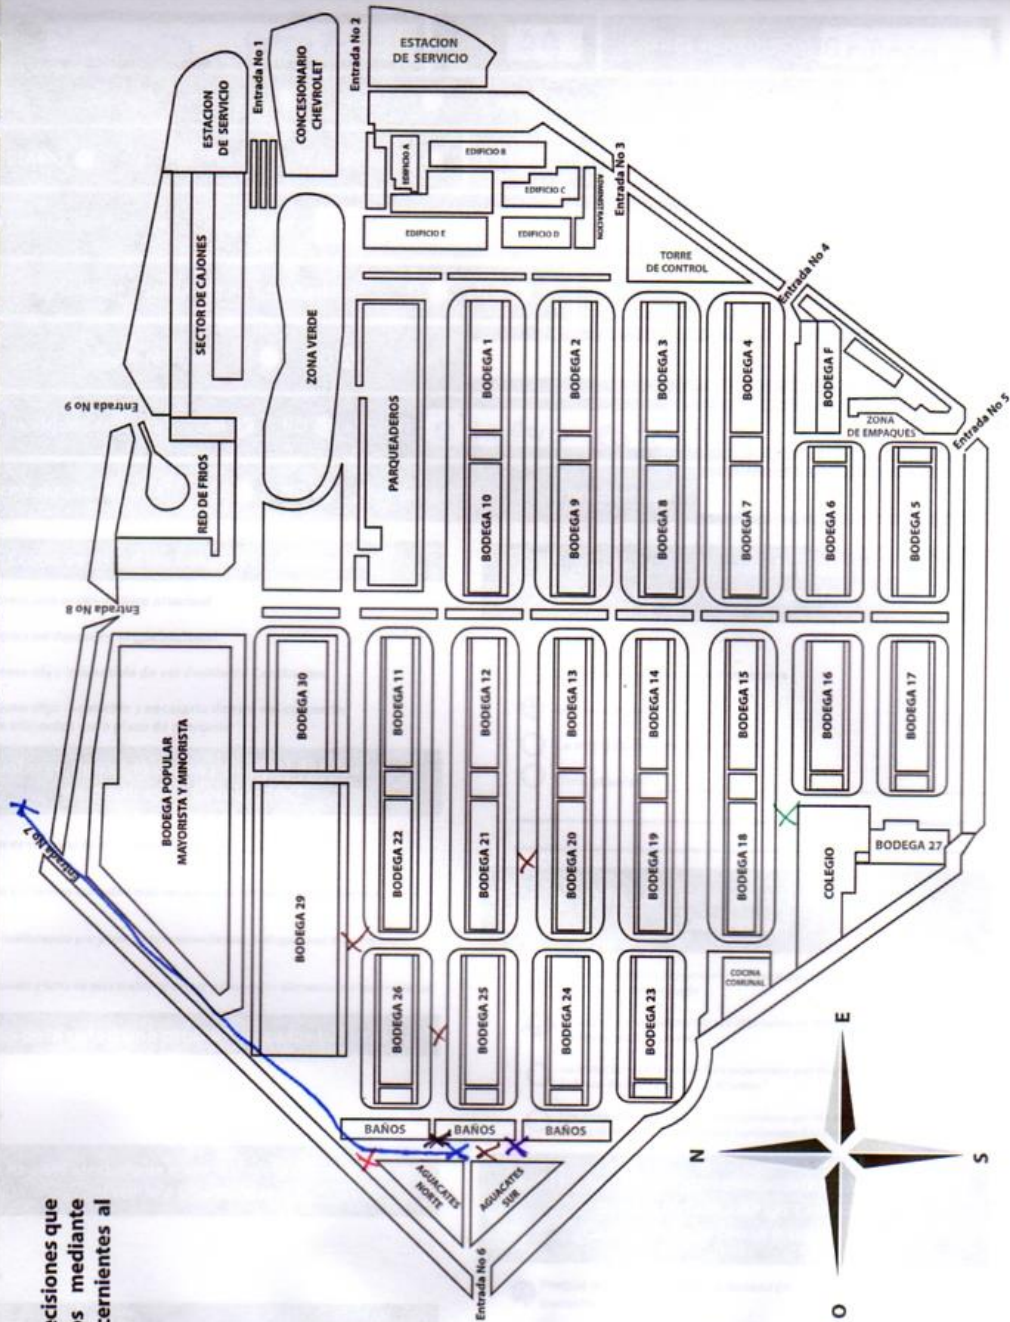 Entrada No 1
Entrada No 2
ESTACION
DE SERVICIO
ESTACION
DE SERVICIO
CONCESIONARIO
CHEVROLET
EDIFICIO A
EDIFICIO B
EDIFICIO C
ADMINISTRACION
Entrada No 3
EDIFICIO E
EDIFICIO D
TORRE
DE CONTROL
Entrada No 4
SECTOR DE CAJONES
ZONA VERDE
Entrada No 9
PARQUEADEROS
BODEGA 1
BODEGA 2
BODEGA 3
BODEGA 4
BODEGA F
ZONA
DE EMPAQUES
Entrada No 5
RED DE FRIOS
BODEGA 10
BODEGA 9
BODEGA 8
BODEGA 7
BODEGA 6
BODEGA 5
Entrada No 8
BODEGA POPULAR
MAYORISTA Y MINORISTA
BODEGA 30
BODEGA 11
BODEGA 12
BODEGA 13
BODEGA 14
BODEGA 15
BODEGA 16
BODEGA 17
Entrada No 7
BODEGA 29
BODEGA 22
BODEGA 21
BODEGA 20
BODEGA 19
BODEGA 18
COLEGIO
BODEGA 27
BODEGA 26
BODEGA 25
BODEGA 24
BODEGA 23
COCINA
COMUNAL
BAÑOS
BAÑOS
BAÑOS
AGUACATES
NORTE
AGUACATES
SUR
Entrada No 6
N
E
S
O
cisiones que
os mediante
cernientes al